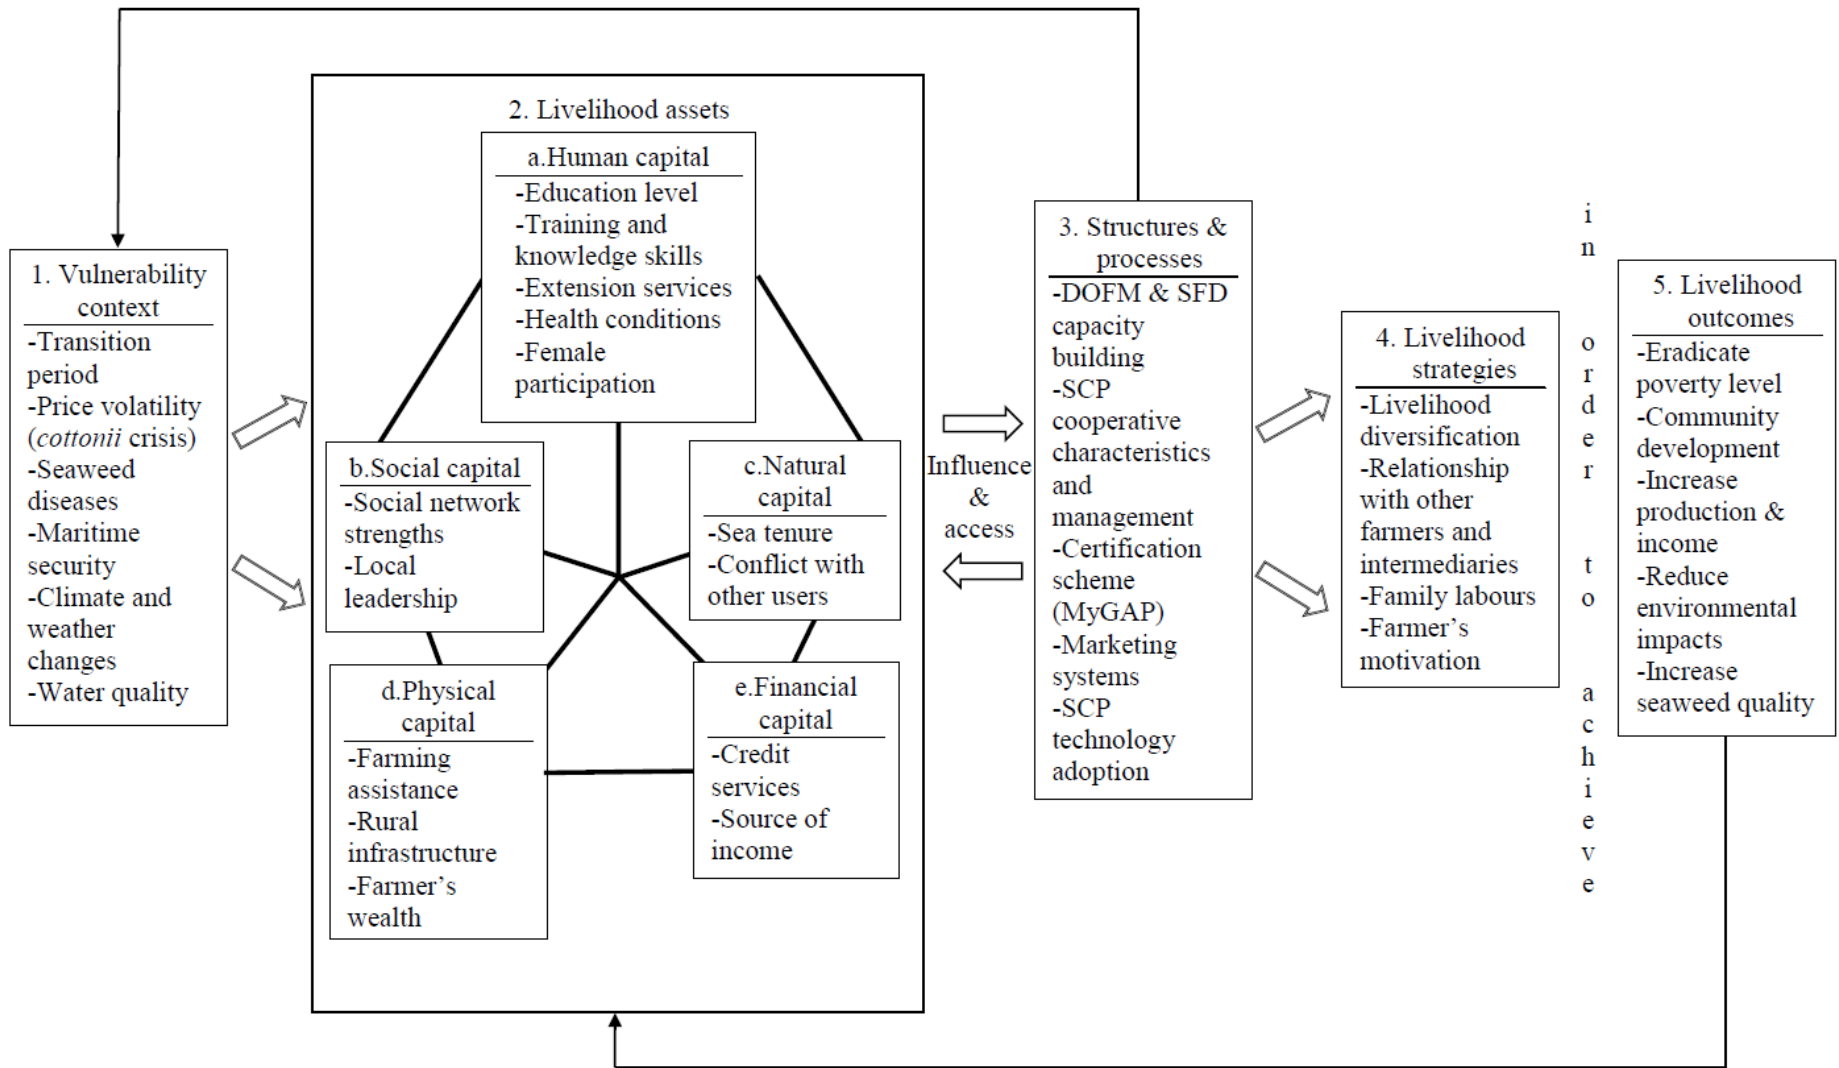 1. Vulnerability
context
-Transition
period
-Price volatility
(cottonii crisis)
-Seaweed
diseases
-Maritime
security
-Climate and
weather
changes
-Water quality
2. Livelihood assets
a.Human capital
-Education level
-Training and
knowledge skills
-Extension services
-Health conditions
-Female
participation
b.Social capital
-Social network
strengths
-Local
leadership
c.Natural
capital
-Sea tenure
-Conflict with
other users
d.Physical
capital
-Farming
assistance
-Rural
infrastructure
-Farmer’s
wealth
e.Financial
capital
-Credit
services
-Source of
income
Influence
&
access
3. Structures &
processes
-DOFM & SFD
capacity
building
-SCP
cooperative
characteristics
and
management
-Certification
scheme
(MyGAP)
-Marketing
systems
-SCP
technology
adoption
4. Livelihood
strategies
-Livelihood
diversification
-Relationship
with other
farmers and
intermediaries
-Family labours
-Farmer’s
motivation
in order to achieve
5. Livelihood
outcomes
-Eradicate
poverty level
-Community
development
-Increase
production &
income
-Reduce
environmental
impacts
-Increase
seaweed quality